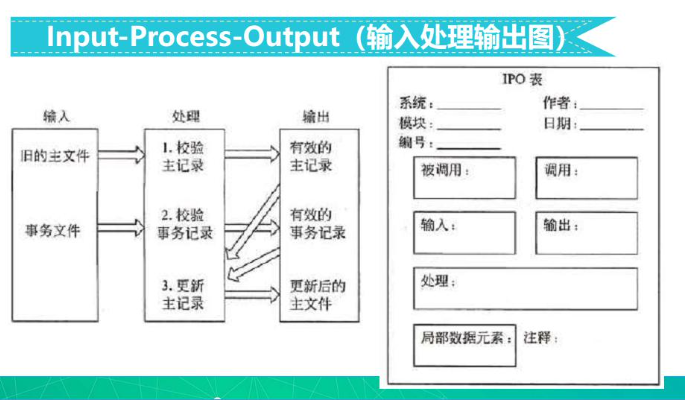 Input-Process-Output（输入处理输出图）
输入
处理
输出
旧的主文件
事务文件
1. 校验
主记录
2. 校验
事务记录
3. 更新
主记录
有效的
主记录
有效的
事务记录
更新后的
主文件
IPO 表
系统：
作者：
模块：
日期：
编号：
被调用：
调用：
输入：
输出：
处理：
局部数据元素：
注释：